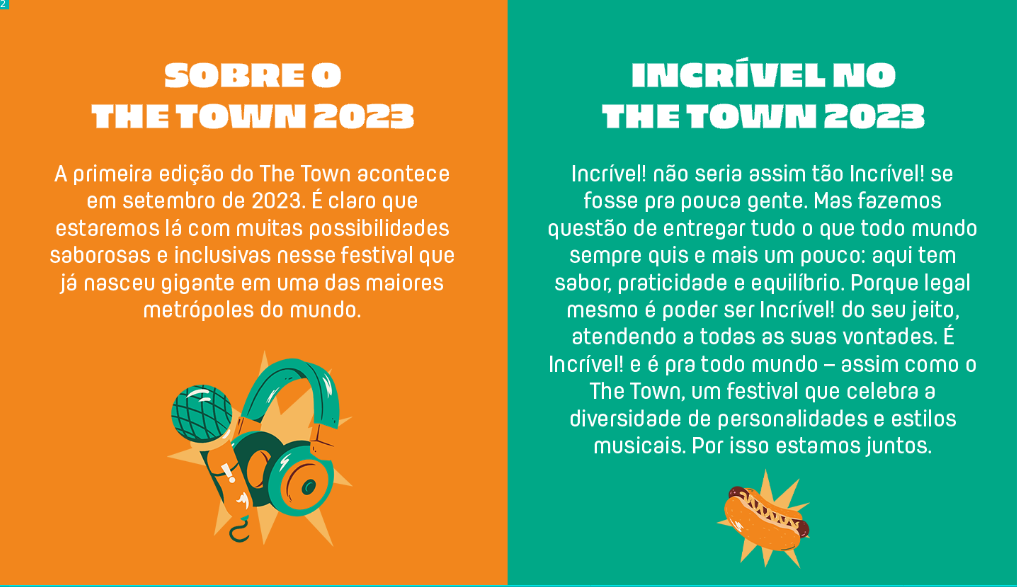 2
SOBRE O
THE TOWN 2023
A primeira edição do The Town acontece
em setembro de 2023. É claro que
estaremos lá com muitas possibilidades
saborosas e inclusivas nesse festival que
já nasceu gigante em uma das maiores
metrópoles do mundo.
INCRÍVEL NO
THE TOWN 2023
Incrível! não seria assim tão Incrível! se
fosse pra pouca gente. Mas fazemos
questão de entregar tudo o que todo mundo
sempre quis e mais um pouco: aqui tem
sabor, praticidade e equilíbrio. Porque legal
mesmo é poder ser Incrível! do seu jeito,
atendendo a todas as suas vontades. É
Incrível! e é pra todo mundo – assim como o
The Town, um festival que celebra a
diversidade de personalidades e estilos
musicais. Por isso estamos juntos.